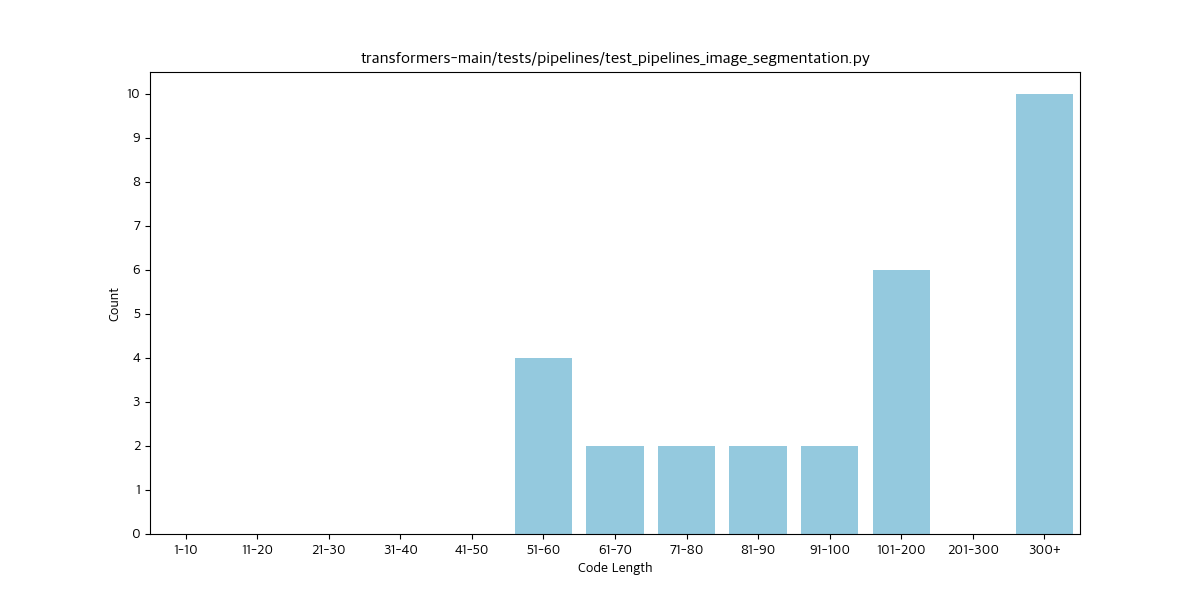 transformers-main/tests/pipelines/test_pipelines_image_segmentation.py
10
9
8
7
6
5
4
3
2
1
0
Count
1-10 11-20 21-30 31-40 41-50 51-60 61-70 71-80 81-90 91-100 101-200 201-300 300+
Code Length